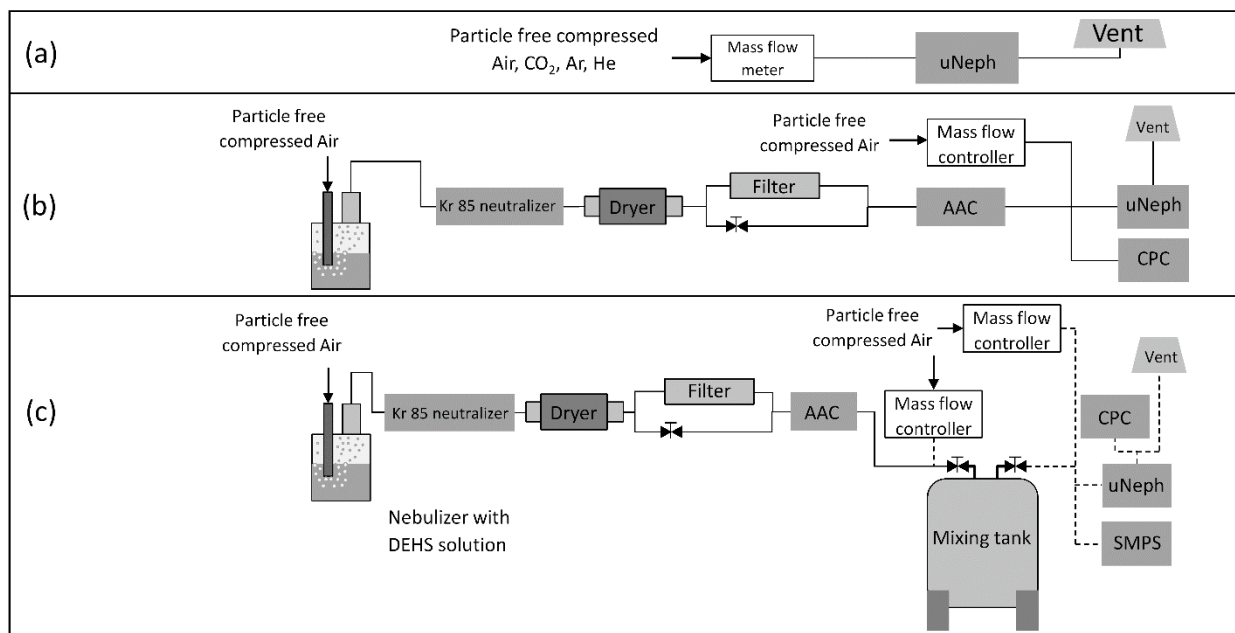 (a)
Particle free compressed
Air, CO₂, Ar, He
Mass flow
meter
uNeph
Vent
(b)
Particle free
compressed Air
Kr 85 neutralizer
Dryer
Filter
AAC
Particle free
compressed Air
Mass flow
controller
Vent
uNeph
CPC
(c)
Particle free
compressed Air
Kr 85 neutralizer
Dryer
Filter
AAC
Particle free
compressed Air
Mass flow
controller
Mass flow
controller
Vent
CPC
uNeph
SMPS
Mixing tank
Nebulizer with
DEHS solution